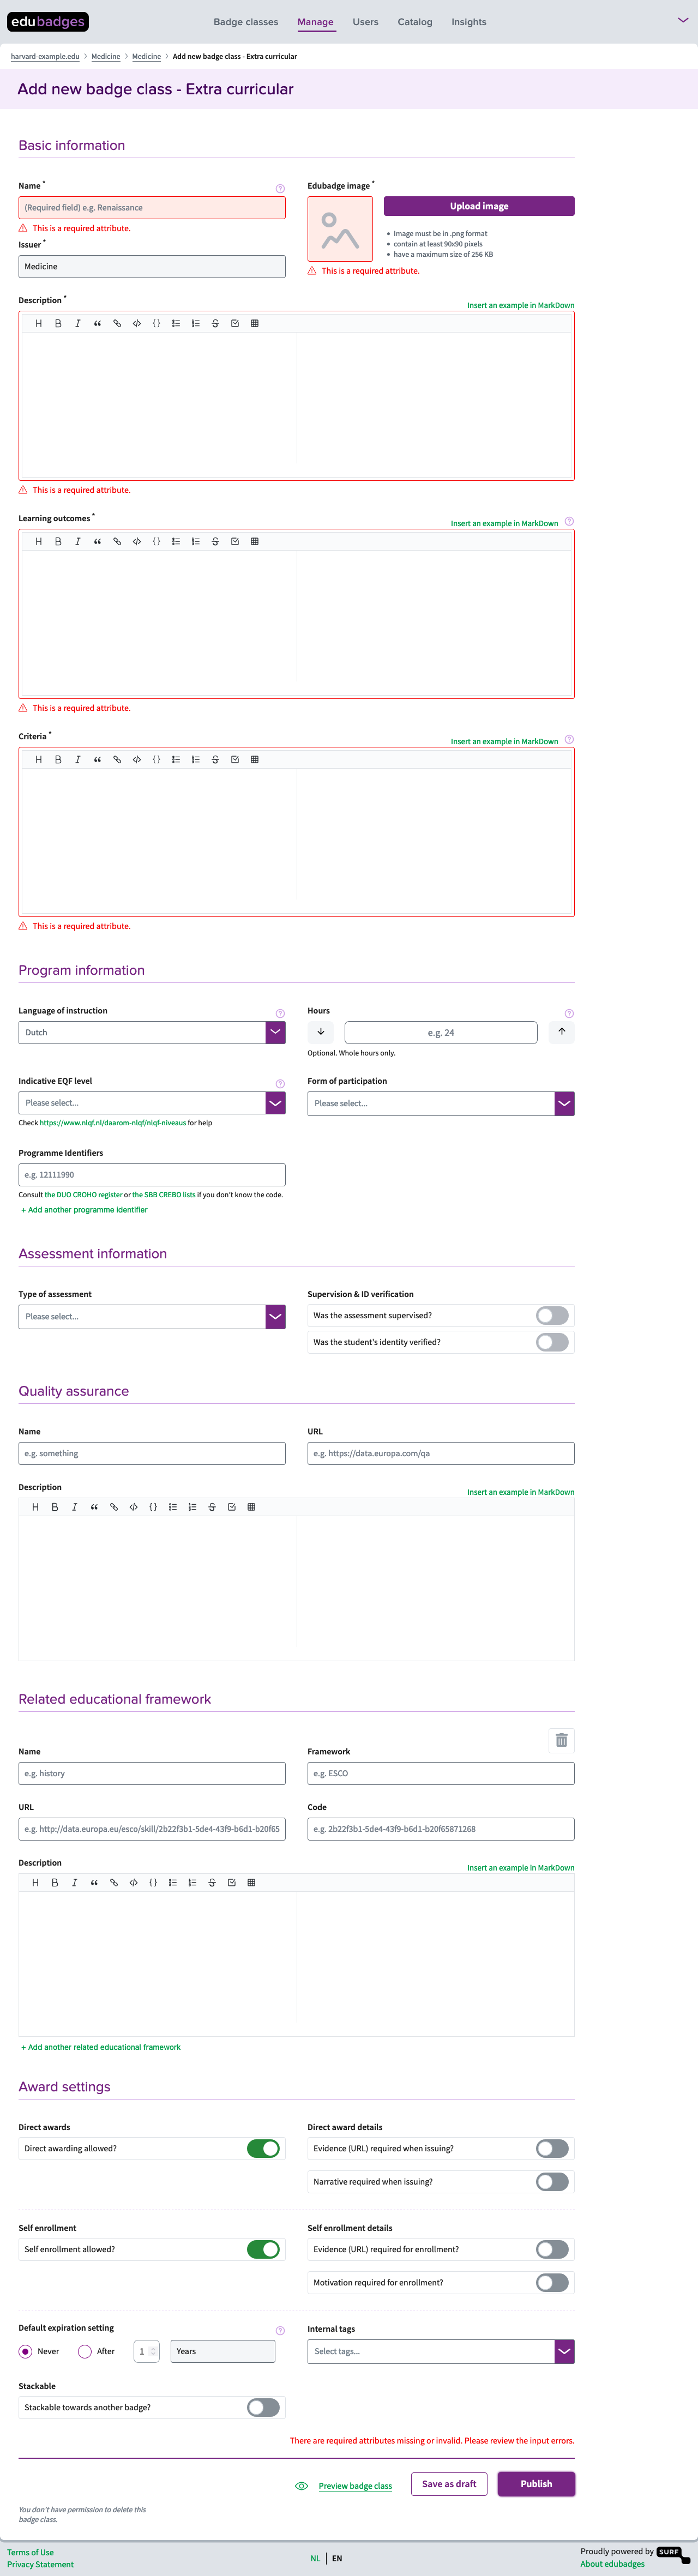 edubadges
Badge classes Manage Users Catalog Insights
harvard-example.edu Medicine Medicine Add new badge class - Extra curricular
Add new badge class - Extra curricular
Basic information
Name *
(Required field) e.g. Renaissance
This is a required attribute.
Issuer *
Medicine
Edubadge image *
Upload image
• Image must be in .png format
• contain at least 90x90 pixels
• have a maximum size of 256 KB
This is a required attribute.
Description *
Insert an example in MarkDown
This is a required attribute.
Learning outcomes *
Insert an example in MarkDown
This is a required attribute.
Criteria *
Insert an example in MarkDown
This is a required attribute.
Program information
Language of instruction
Dutch
Hours
e.g. 24
Optional. Whole hours only.
Indicative EQF level
Please select...
Check https://www.nlqf.nl/daarom-nlqf/nlqf-niveaus for help
Form of participation
Please select...
Programme Identifiers
e.g. 12111990
Consult the DUO CROHO register or the SBB CREBO lists if you don't know the code.
+ Add another programme identifier
Assessment information
Type of assessment
Please select...
Supervision & ID verification
Was the assessment supervised?
Was the student's identity verified?
Quality assurance
Name
e.g. something
URL
e.g. https://data.europa.com/qa
Description
Insert an example in MarkDown
Related educational framework
Name
e.g. history
Framework
e.g. ESCO
URL
e.g. http://data.europa.eu/esco/skill/2b22f3b1-5de4-43f9-b6d1-b20f65
Code
e.g. 2b22f3b1-5de4-43f9-b6d1-b20f65871268
Description
Insert an example in MarkDown
+ Add another related educational framework
Award settings
Direct awards
Direct awarding allowed?
Direct award details
Evidence (URL) required when issuing?
Narrative required when issuing?
Self enrollment
Self enrollment allowed?
Self enrollment details
Evidence (URL) required for enrollment?
Motivation required for enrollment?
Default expiration setting
Never After 1 Years
Internal tags
Select tags...
Stackable
Stackable towards another badge?
There are required attributes missing or invalid. Please review the input errors.
Preview badge class Save as draft Publish
You don't have permission to delete this
badge class.
Terms of Use
Privacy Statement
NL EN
Proudly powered by SURF
About edubadges